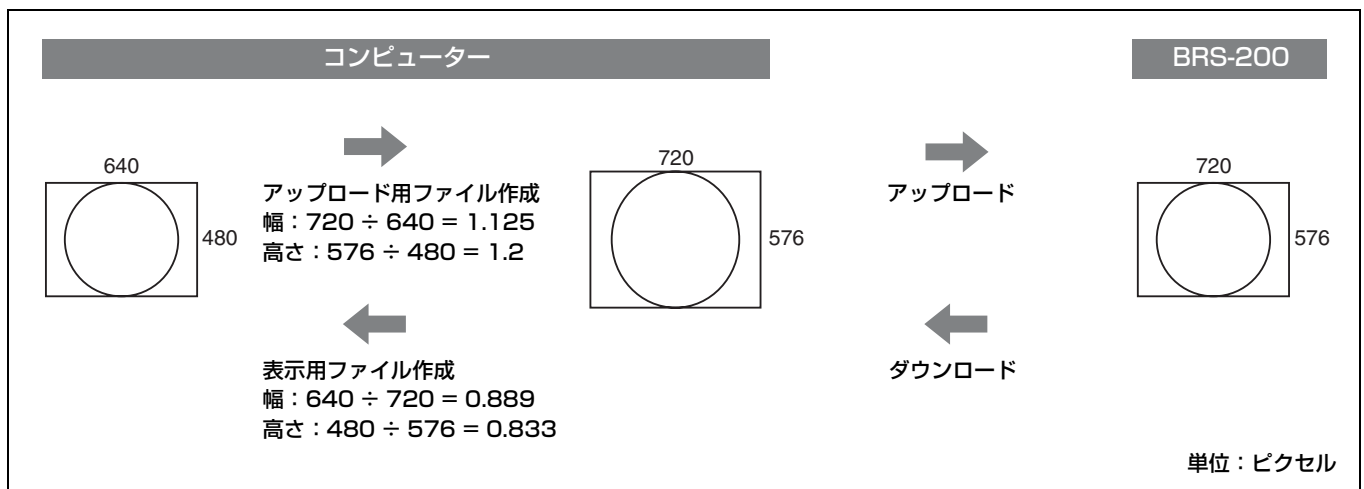 コンピューター
BRS-200
640
480
アップロード用ファイル作成
幅：720 ÷ 640 = 1.125
高さ：576 ÷ 480 = 1.2
表示用ファイル作成
幅：640 ÷ 720 = 0.889
高さ：480 ÷ 576 = 0.833
720
576
アップロード
ダウンロード
720
576
単位：ピクセル